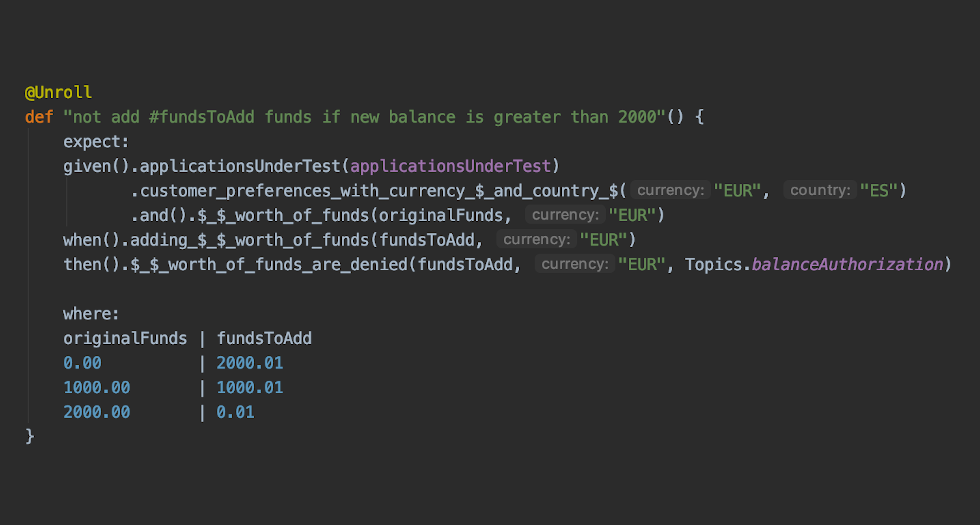 @Unroll
def "not add #fundsToAdd funds if new balance is greater than 2000"() {
expect:
given().applicationsUnderTest(applicationsUnderTest)
.customer_preferences_with_currency_$_and_country_$( currency: "EUR", country: "ES")
.and().$_$_worth_of_funds(originalFunds, currency: "EUR")
when().adding_$_$_worth_of_funds(fundsToAdd, currency: "EUR")
then().$_$_worth_of_funds_are_denied(fundsToAdd, currency: "EUR", Topics.balanceAuthorization)
where:
originalFunds | fundsToAdd
0.00 | 2000.01
1000.00 | 1000.01
2000.00 | 0.01
}